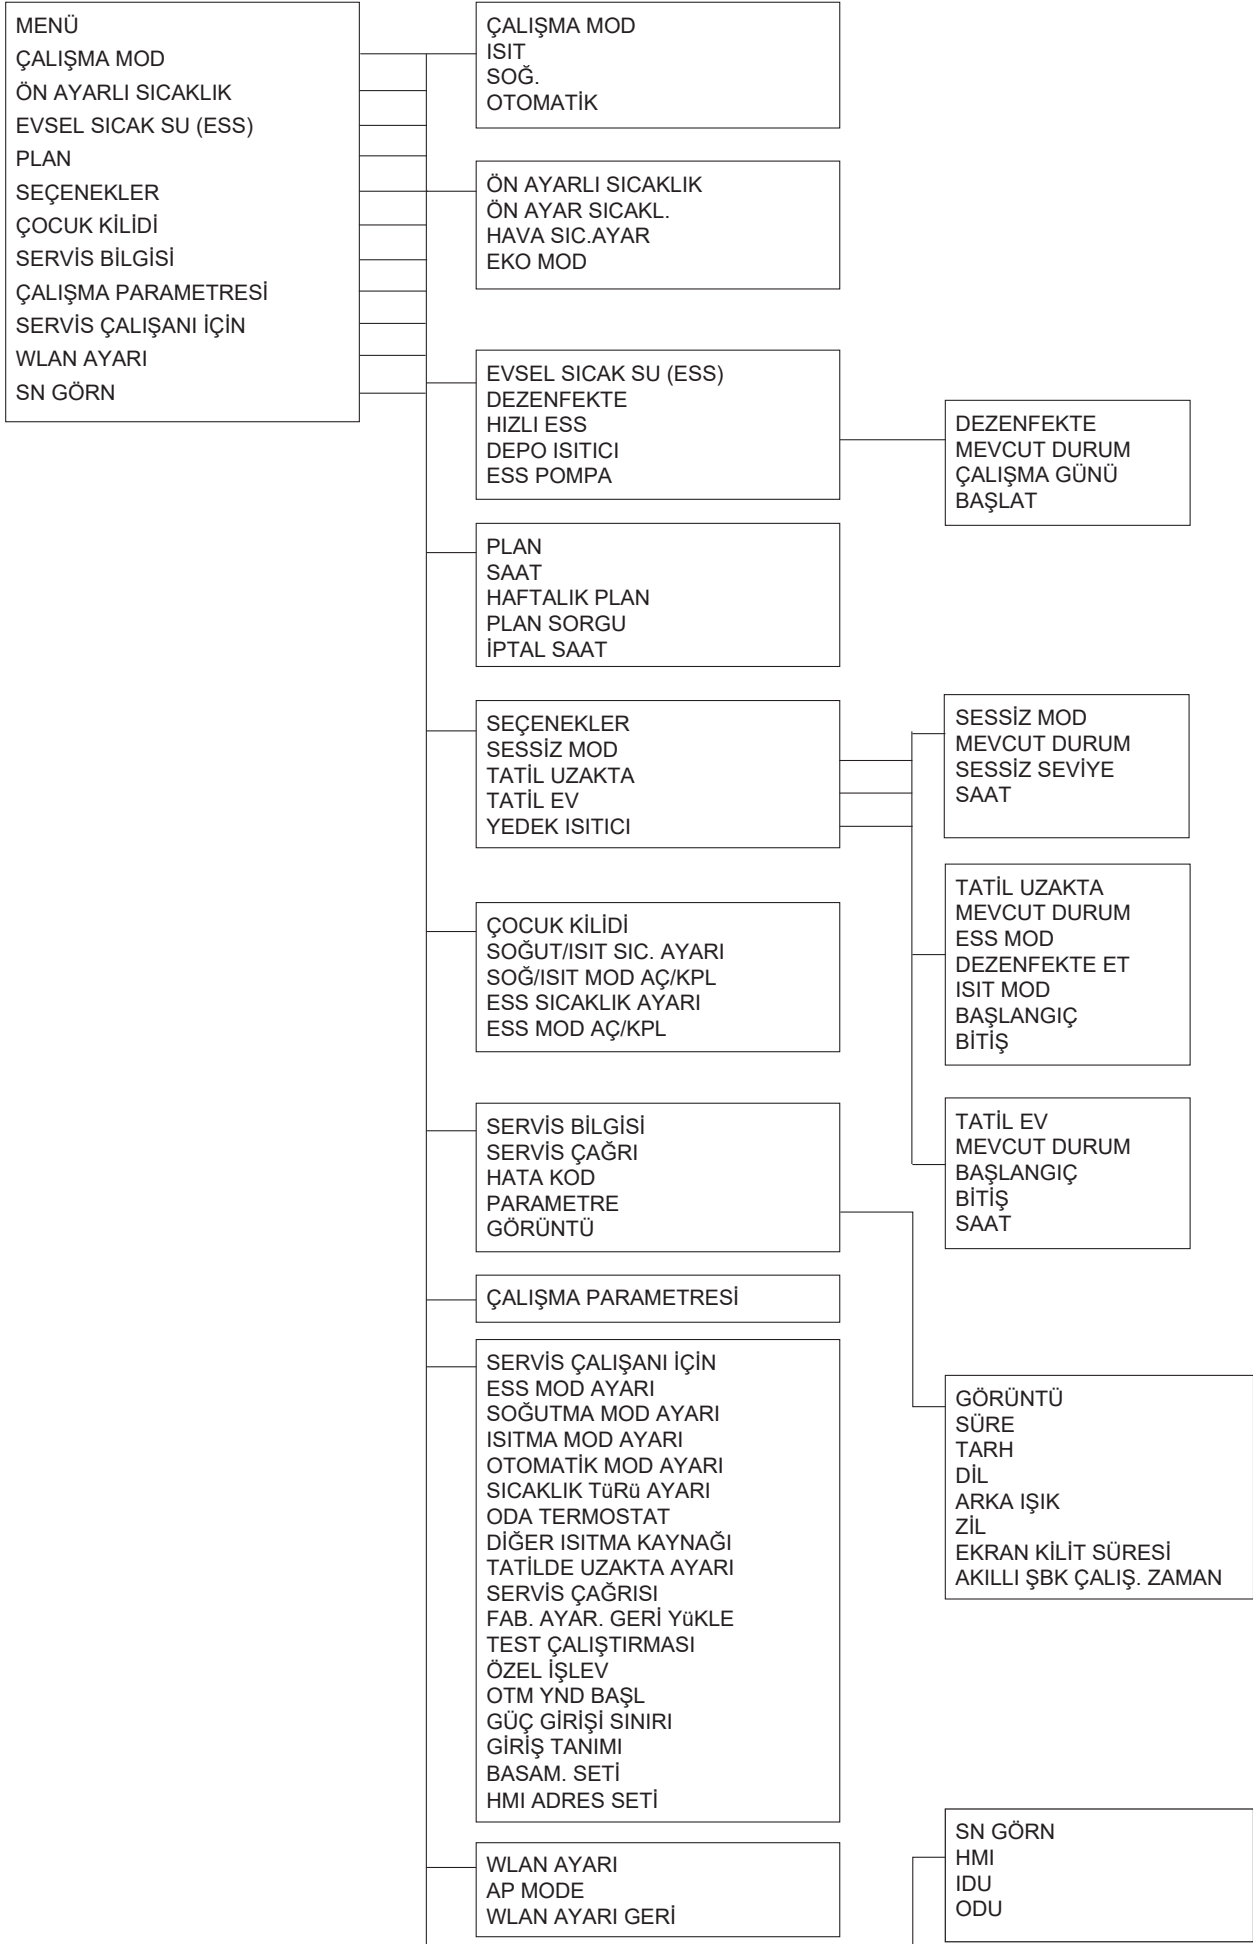 MENÜ
ÇALIŞMA MOD
ÖN AYARLI SICAKLIK
EVSEL SICAK SU (ESS)
PLAN
SEÇENEKLER
ÇOCUK KİLİDİ
SERVİS BİLGİSİ
ÇALIŞMA PARAMETRESİ
SERVİS ÇALIŞANI İÇİN
WLAN AYARI
SN GÖRN
ÇALIŞMA MOD
ISIT
SOĞ.
OTOMATİK
ÖN AYARLI SICAKLIK
ÖN AYAR SICAKL.
HAVA SIC.AYAR
EKO MOD
EVSEL SICAK SU (ESS)
DEZENFEKTE
HIZLI ESS
DEPO ISITICI
ESS POMPA
DEZENFEKTE
MEVCUT DURUM
ÇALIŞMA GÜNÜ
BAŞLAT
PLAN
SAAT
HAFTALIK PLAN
PLAN SORGU
İPTAL SAAT
SEÇENEKLER
SESSİZ MOD
TATİL UZAKTA
TATİL EV
YEDEK ISITICI
SESSİZ MOD
MEVCUT DURUM
SESSİZ SEVİYE
SAAT
TATİL UZAKTA
MEVCUT DURUM
ESS MOD
DEZENFEKTE ET
ISIT MOD
BAŞLANGIÇ
BİTİŞ
TATİL EV
MEVCUT DURUM
BAŞLANGIÇ
BİTİŞ
SAAT
ÇOCUK KİLİDİ
SOĞUT/ISIT SIC. AYARI
SOĞ/ISIT MOD AÇ/KPL
ESS SICAKLIK AYARI
ESS MOD AÇ/KPL
SERVİS BİLGİSİ
SERVİS ÇAĞRI
HATA KOD
PARAMETRE
GÖRÜNTÜ
GÖRÜNTÜ
SÜRE
TARH
DİL
ARKA IŞIK
ZİL
EKRAN KİLİT SÜRESİ
AKILLI ŞBK ÇALIŞ. ZAMAN
ÇALIŞMA PARAMETRESİ
SERVİS ÇALIŞANI İÇİN
ESS MOD AYARI
SOĞUTMA MOD AYARI
ISITMA MOD AYARI
OTOMATİK MOD AYARI
SICAKLIK TüRü AYARI
ODA TERMOSTAT
DİĞER ISITMA KAYNAĞI
TATİLDE UZAKTA AYARI
SERVİS ÇAĞRISI
FAB. AYAR. GERİ YüKLE
TEST ÇALIŞTIRMASI
ÖZEL İŞLEV
OTM YND BAŞL
GÜÇ GİRİŞİ SINIRI
GİRİŞ TANIMI
BASAM. SETİ
HMI ADRES SETİ
WLAN AYARI
AP MODE
WLAN AYARI GERİ
SN GÖRN
HMI
IDU
ODU